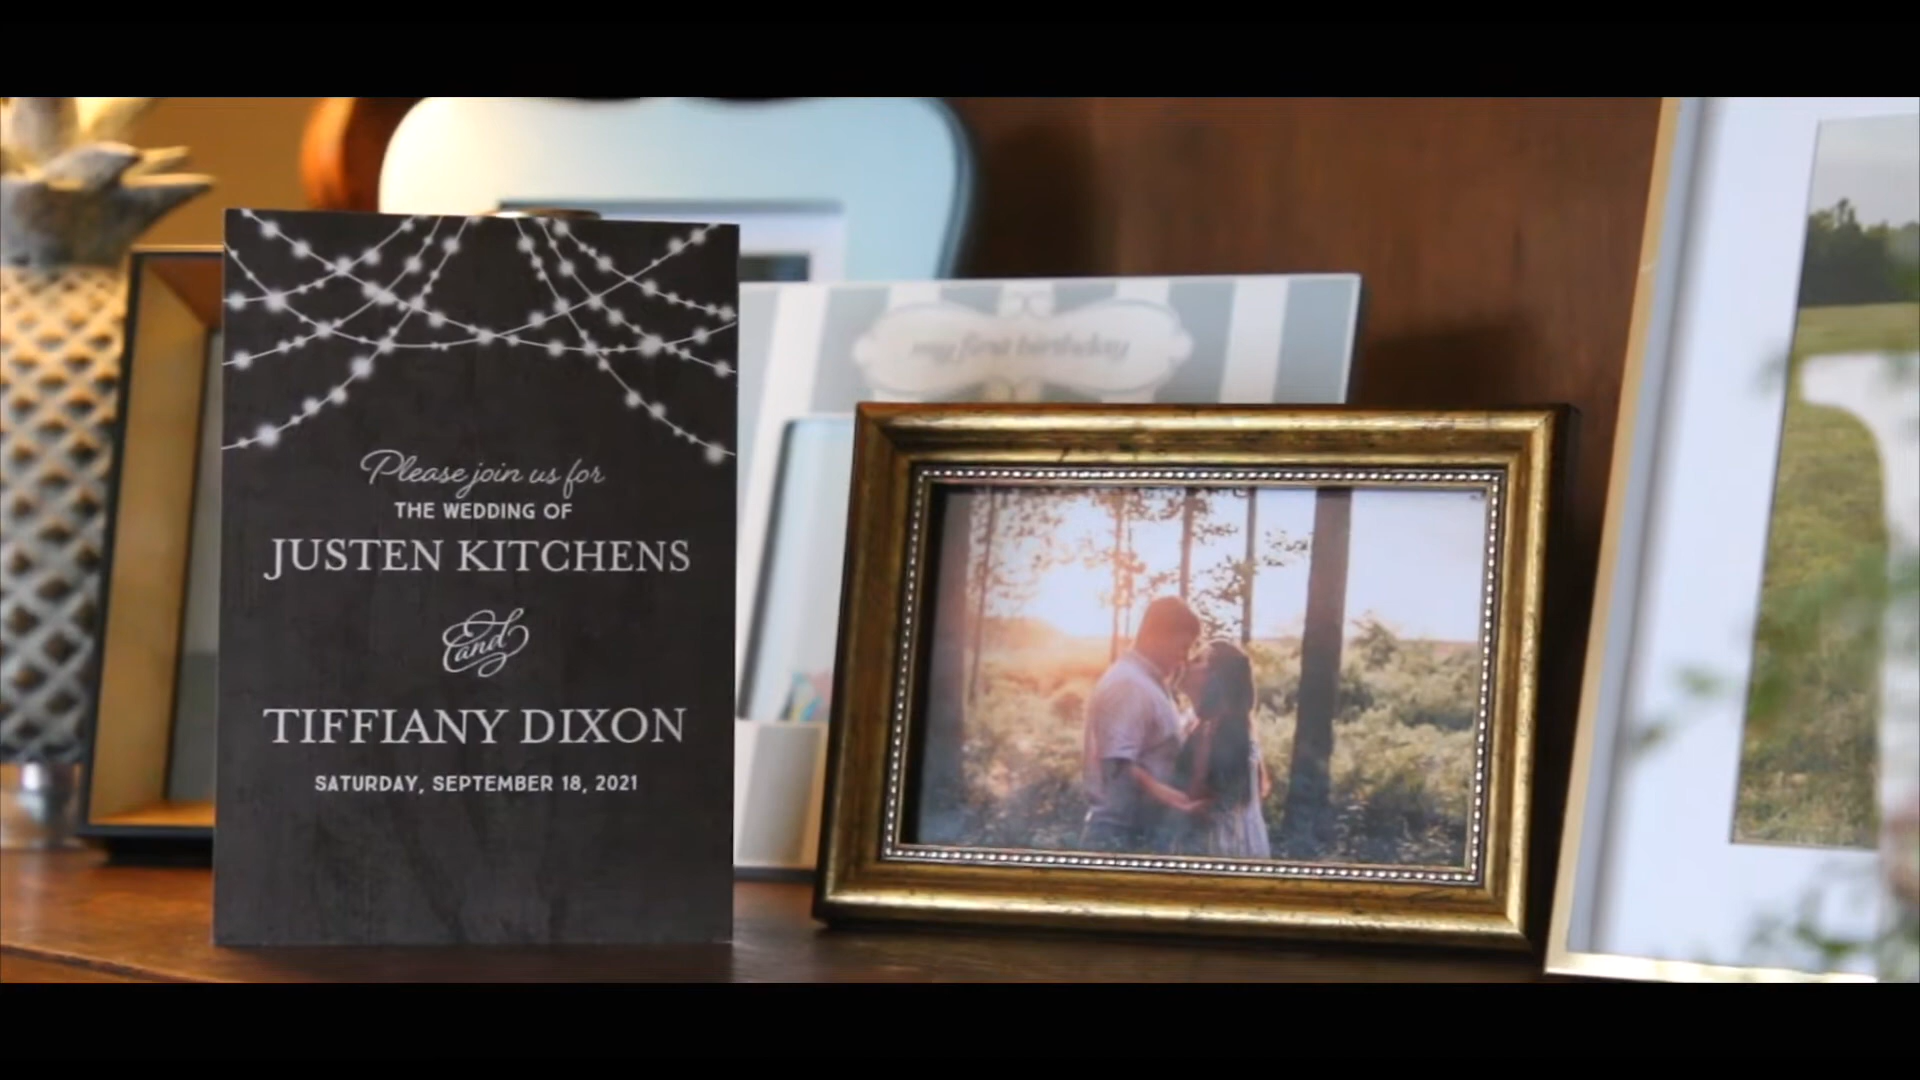 Please join us for
THE WEDDING OF
JUSTEN KITCHENS
and
TIFFIANY DIXON
SATURDAY, SEPTEMBER 18, 2021
my first birthday